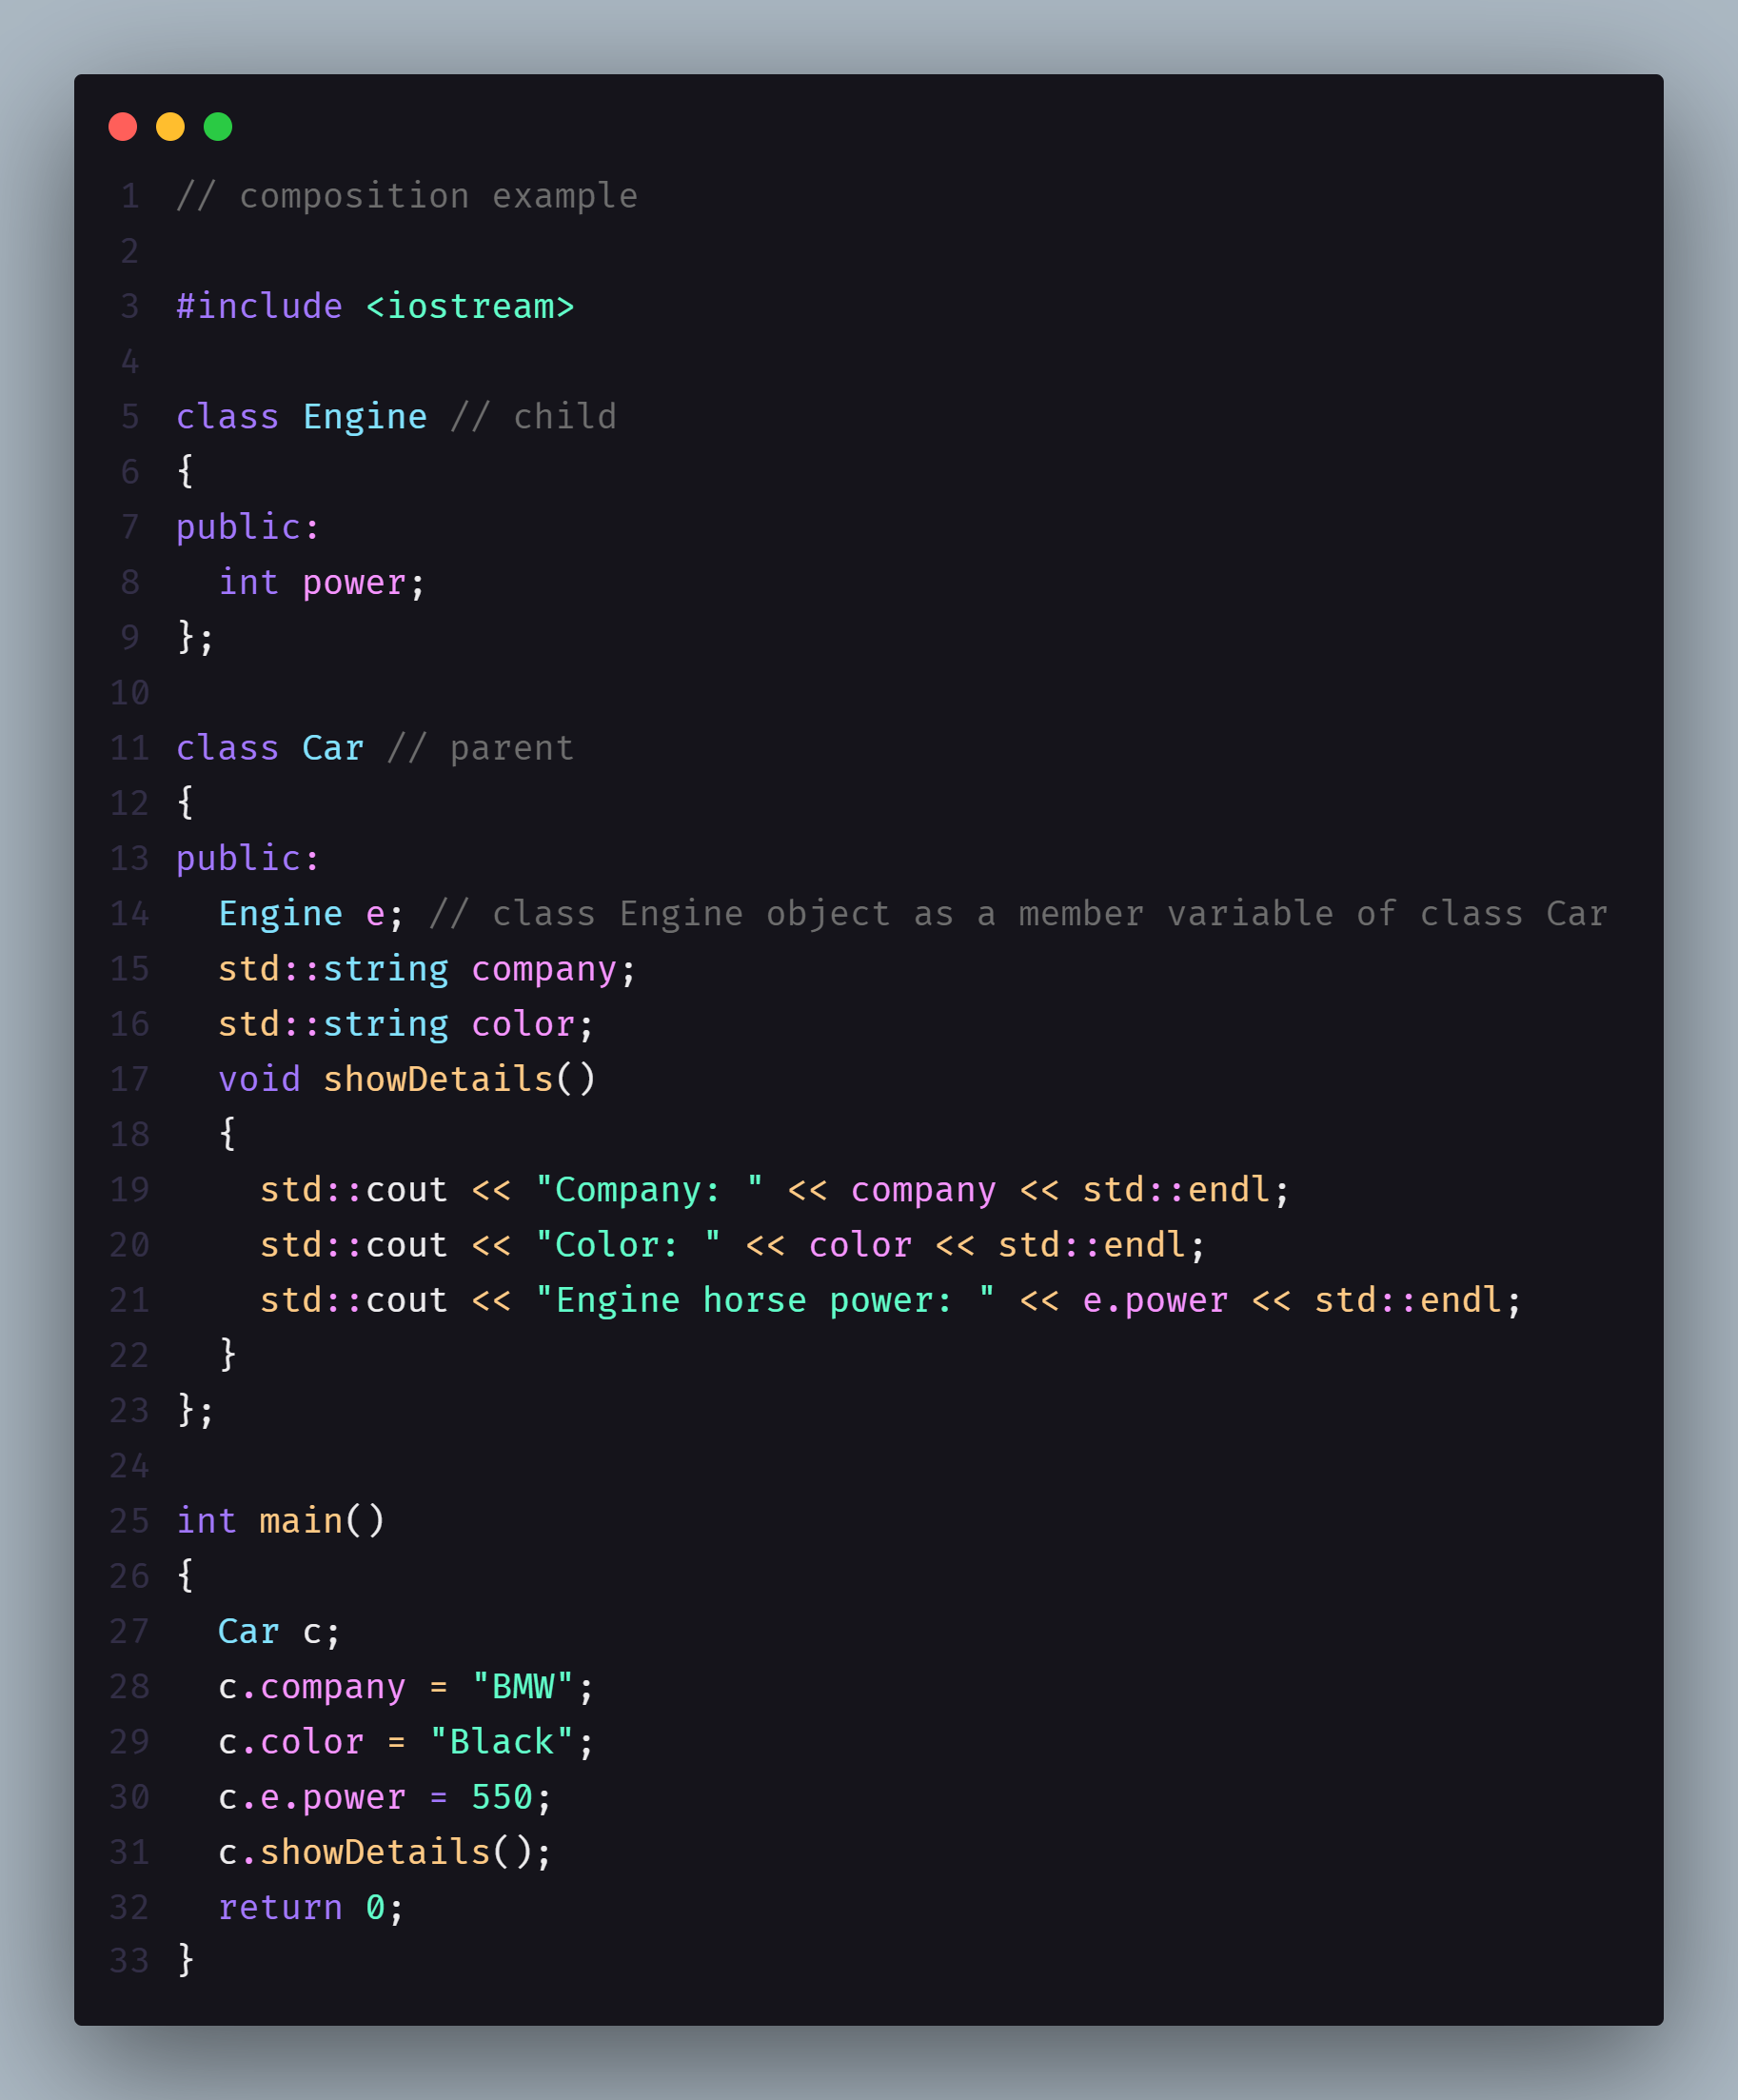 1 // composition example
2
3 #include <iostream>
4
5 class Engine // child
6 {
7 public:
8   int power;
9 };
10
11 class Car // parent
12 {
13 public:
14   Engine e; // class Engine object as a member variable of class Car
15   std::string company;
16   std::string color;
17   void showDetails()
18   {
19     std::cout << "Company: " << company << std::endl;
20     std::cout << "Color: " << color << std::endl;
21     std::cout << "Engine horse power: " << e.power << std::endl;
22   }
23 };
24
25 int main()
26 {
27   Car c;
28   c.company = "BMW";
29   c.color = "Black";
30   c.e.power = 550;
31   c.showDetails();
32   return 0;
33 }